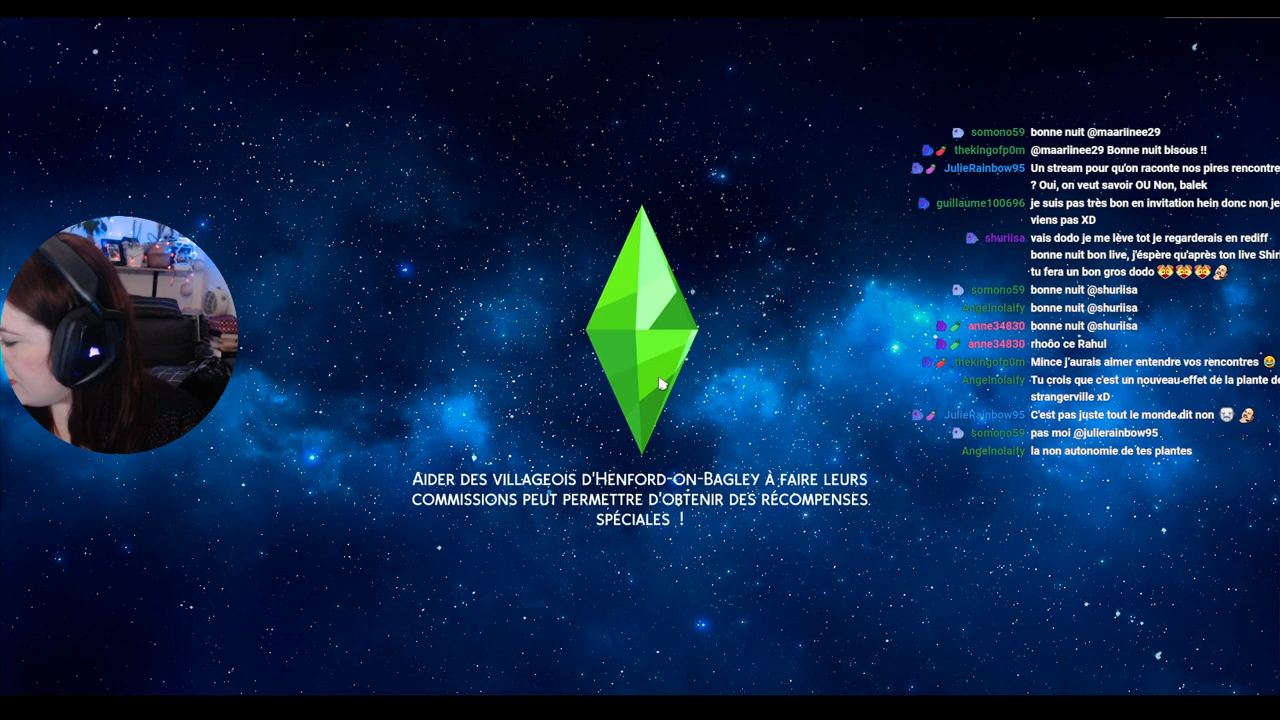 somono59 bonne nuit @maariinee29
thekingofp0m @maariinee29 Bonne nuit bisous !!
JulieRainbow95 Un stream pour qu'on raconte nos pires rencontre
? Oui, on veut savoir OU Non, balek
guillaume100696 je suis pas très bon en invitation hein donc non je
viens pas XD
shuriisa vais dodo je me lève tot je regarderais en rediff
bonne nuit bon live, j'éspère qu'après ton live Shir
tu fera un bon gros dodo
somono59 bonne nuit @shuriisa
Angelnolaify bonne nuit @shuriisa
anne34830 bonne nuit @shuriisa
anne34830 rhoôo ce Rahul
thekingofp0m Mince j'aurais aimer entendre vos rencontres
Angelnolaify Tu crois que c'est un nouveau effet de la plante de
strangerville xD
JulieRainbow95 C'est pas juste tout le monde dit non
somono59 pas moi @julierainbow95
Angelnolaify la non autonomie de tes plantes
Aider des villageois d'Henford-on-Bagley à faire leurs
commissions peut permettre d'obtenir des récompenses
spéciales !